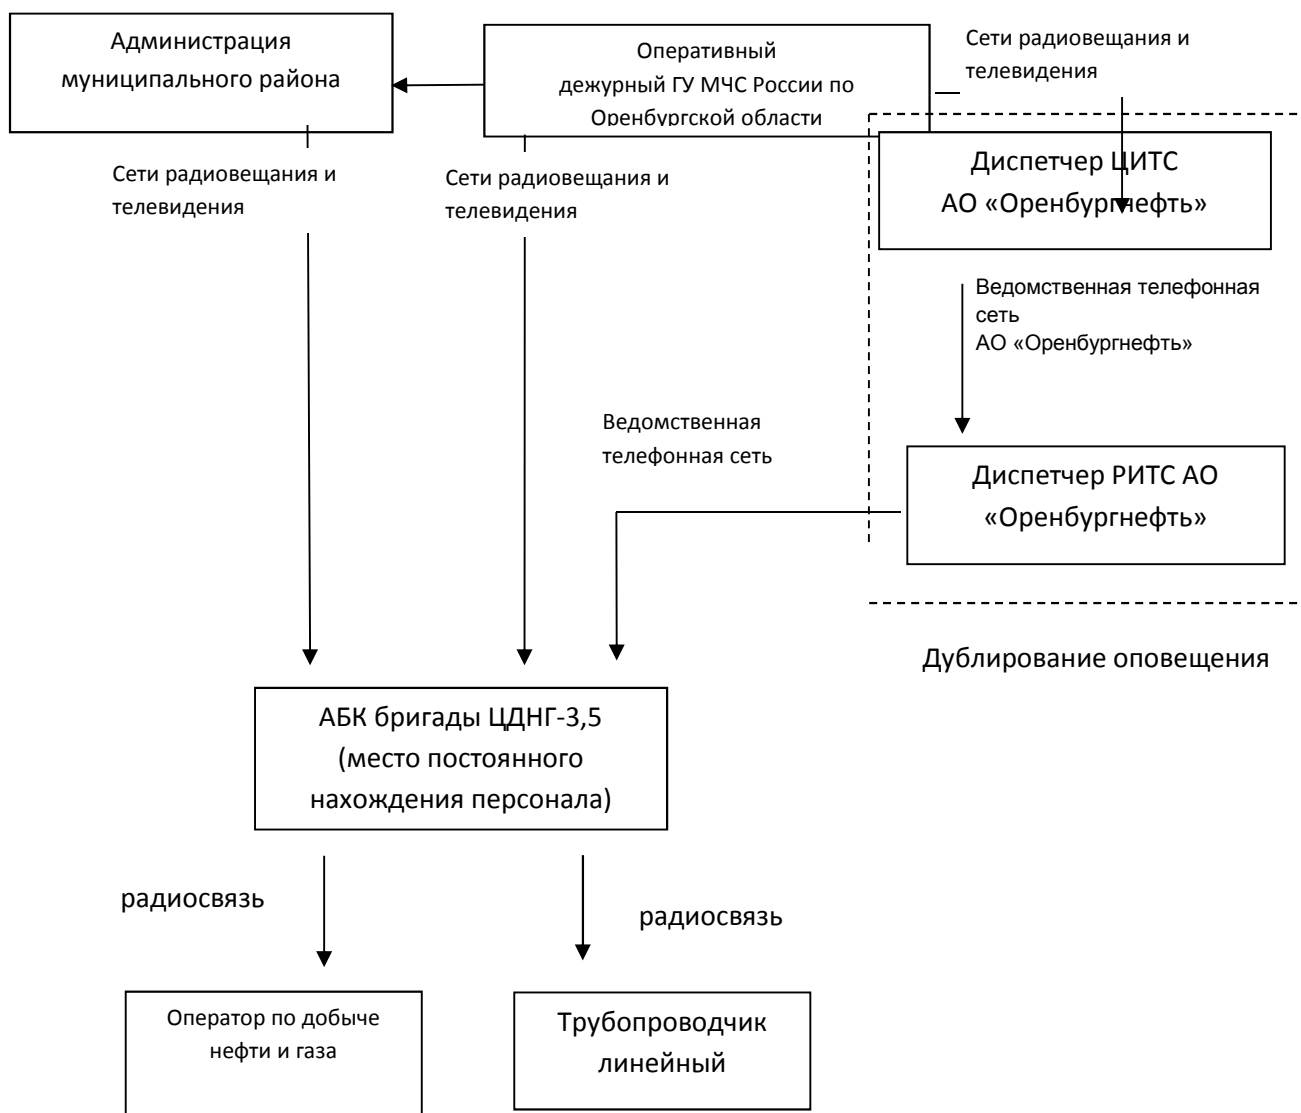 Администрация
муниципального района
Оперативный
дежурный ГУ МЧС России по
Оренбургской области
Сети радиовещания и
телевидения
Диспетчер ЦИТС
АО «Оренбургнефть»
Сети радиовещания и
телевидения
Сети радиовещания и
телевидения
Ведомственная телефонная
сеть
АО «Оренбургнефть»
Ведомственная
телефонная сеть
Диспетчер РИТС АО
«Оренбургнефть»
Дублирование оповещения
АБК бригады ЦДНГ-3,5
(место постоянного
нахождения персонала)
радиосвязь
радиосвязь
Оператор по добыче
нефти и газа
Трубопроводчик
линейный